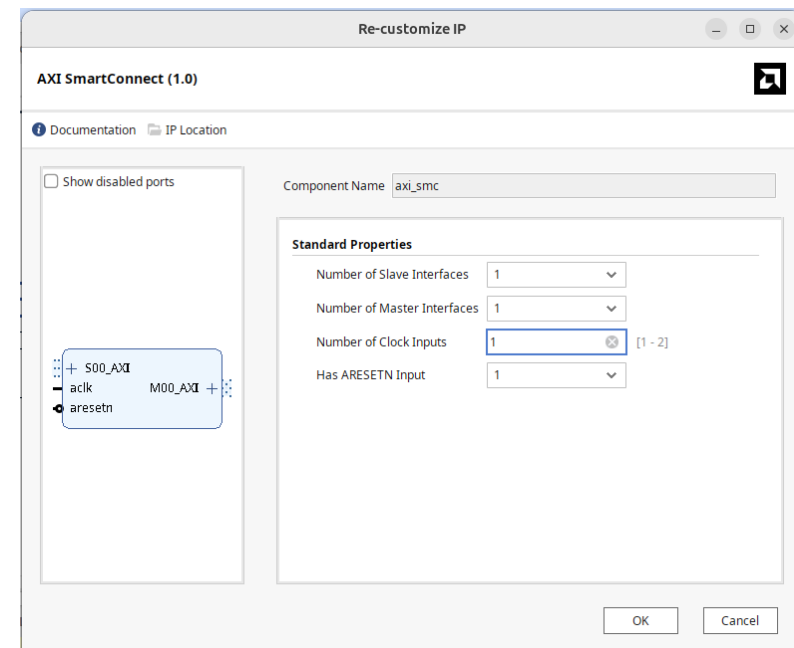 Re-customize IP
AXI SmartConnect (1.0)
Documentation IP Location
Show disabled ports
Component Name axi_smc
Standard Properties
Number of Slave Interfaces 1
Number of Master Interfaces 1
Number of Clock Inputs 1 [1 - 2]
Has ARESETN Input 1
S00_AXI
aclk M00_AXI
aresetn
OK Cancel